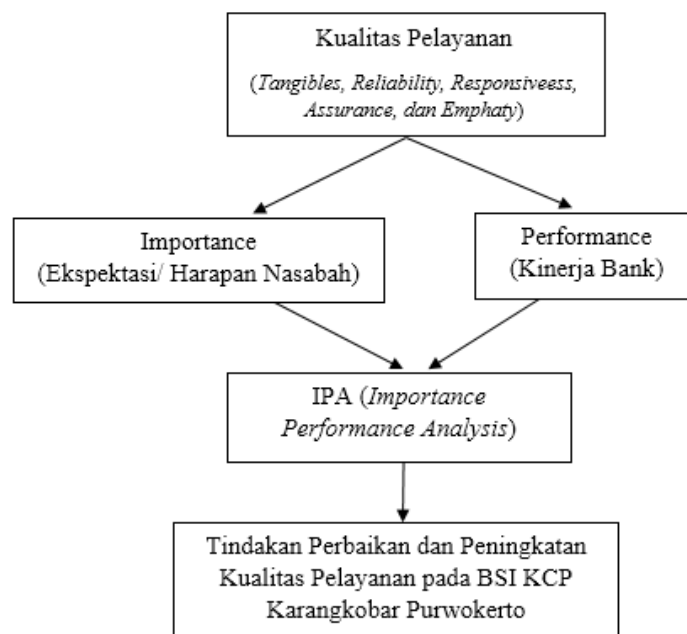 Kualitas Pelayanan
(Tangibles, Reliability, Responsiveess,
Assurance, dan Emphaty)
Importance
(Ekspektasi/ Harapan Nasabah)
Performance
(Kinerja Bank)
IPA (Importance
Performance Analysis)
Tindakan Perbaikan dan Peningkatan
Kualitas Pelayanan pada BSI KCP
Karangkobar Purwokerto